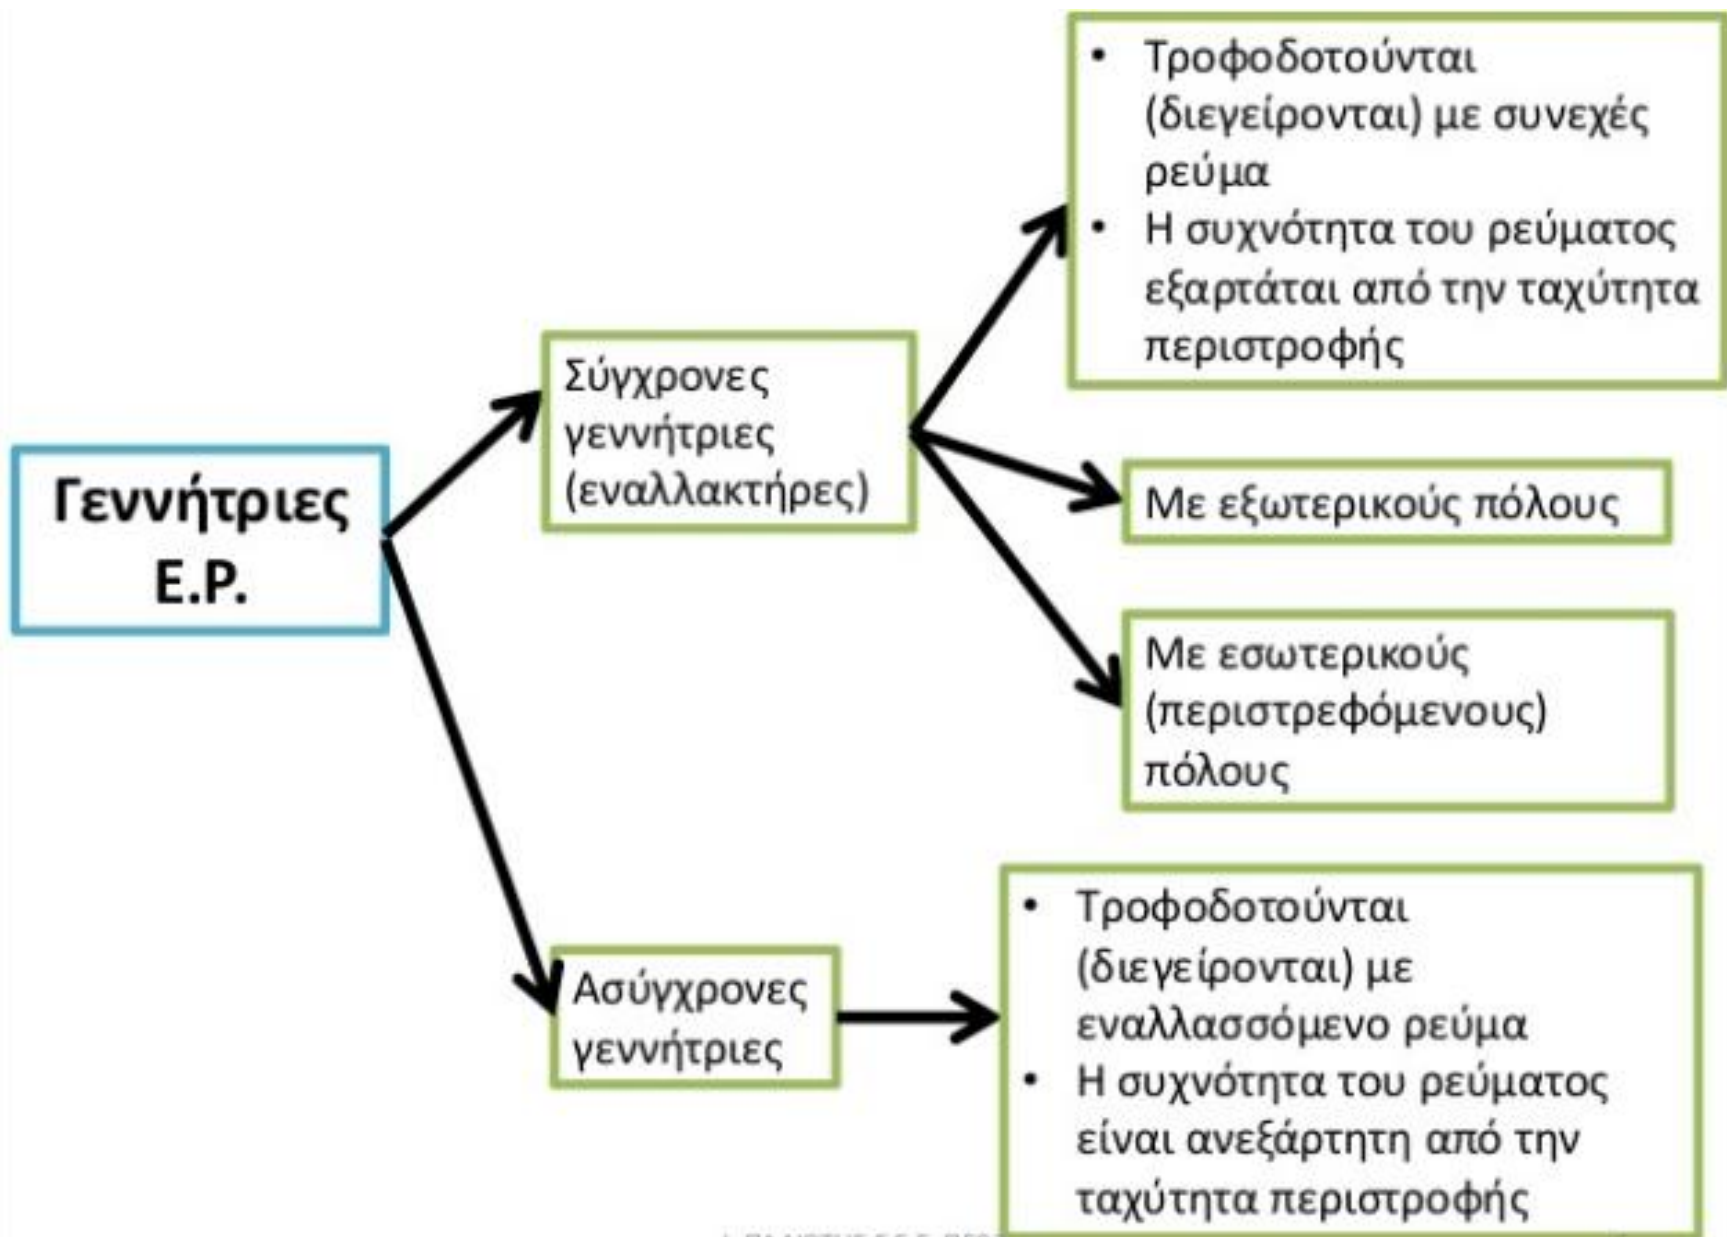 Γεννήτριες
Ε.Ρ.
Σύγχρονες
γεννήτριες
(εναλλακτήρες)
• Τροφοδοτούνται
(διεγείρονται) με συνεχές
ρεύμα
• Η συχνότητα του ρεύματος
εξαρτάται από την ταχύτητα
περιστροφής
Με εξωτερικούς πόλους
Με εσωτερικούς
(περιστρεφόμενους)
πόλους
Ασύγχρονες
γεννήτριες
• Τροφοδοτούνται
(διεγείρονται) με
εναλλασσόμενο ρεύμα
• Η συχνότητα του ρεύματος
είναι ανεξάρτητη από την
ταχύτητα περιστροφής